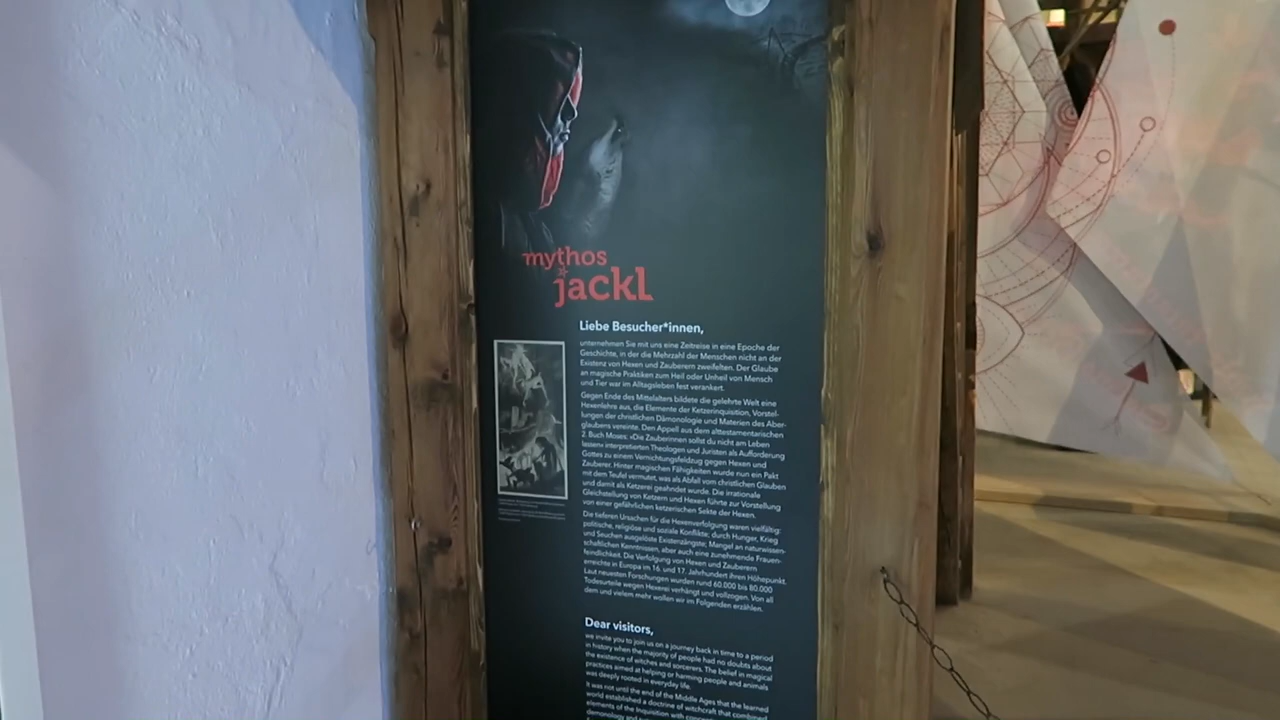 mythos
jackl
Liebe Besucher*innen,
unternehmen Sie mit uns eine Zeitreise in eine Epoche der
Geschichte, in der die Mehrzahl der Menschen nicht an der
Existenz von Hexen und Zauberern zweifelten. Der Glaube
an magische Praktiken zum Heil oder Unheil von Mensch
und Tier war im Alltagsleben fest verankert.
Gegen Ende des Mittelalters bildete die gelehrte Welt eine
Hexenlehre aus, die Elemente der Ketzerinquisition, Vorstel-
lungen der christlichen Dämonologie und Materien des Aber-
glaubens vereinte. Den Appell aus dem alttestamentarischen
2. Buch Moses: »Die Zauberinnen sollst du nicht am Leben
lassen« interpretierten Theologen und Juristen als Aufforderung
Gottes zu einem Vernichtungsfeldzug gegen Hexen und
Zauberer. Hinter magischen Fähigkeiten wurde nun ein Pakt
mit dem Teufel vermutet, was als Abfall vom christlichen Glauben
und damit als Ketzerei geahndet wurde. Die irrationale
Gleichstellung von Ketzern und Hexen führte zur Vorstellung
von einer gefährlichen ketzerischen Sekte der Hexen.
Die tieferen Ursachen für die Hexenverfolgung waren vielfältig:
politische, religiöse und soziale Konflikte; durch Hunger, Krieg
und Seuchen ausgelöste Existenzängste; Mangel an naturwissen-
schaftlichen Kenntnissen, aber auch eine zunehmende Frauen-
feindlichkeit. Die Verfolgung von Hexen und Zauberern
erreichte in Europa im 16. und 17. Jahrhundert ihren Höhepunkt.
Laut neuesten Forschungen wurden rund 60.000 bis 80.000
Todesurteile wegen Hexerei verhängt und vollzogen. Von all
dem und vielem mehr wollen wir im Folgenden erzählen.
Dear visitors,
we invite you to join us on a journey back in time to a period
in history when the majority of people had no doubts about
the existence of witches and sorcerers. The belief in magical
practices aimed at helping or harming people and animals
was deeply rooted in everyday life.
It was not until the end of the Middle Ages that the learned
world established a doctrine of witchcraft that combined
elements of the Inquisition with